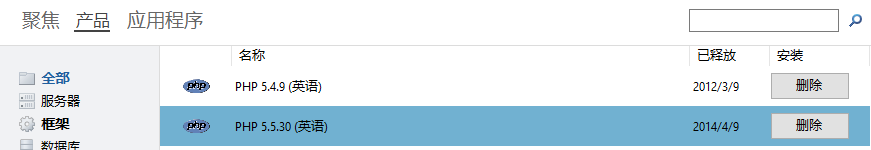 聚焦 产品 应用程序
名称 已释放 安装
全部
php PHP 5.4.9 (英语) 2012/3/9 删除
服务器
框架
php PHP 5.5.30 (英语) 2014/4/9 删除
数据库